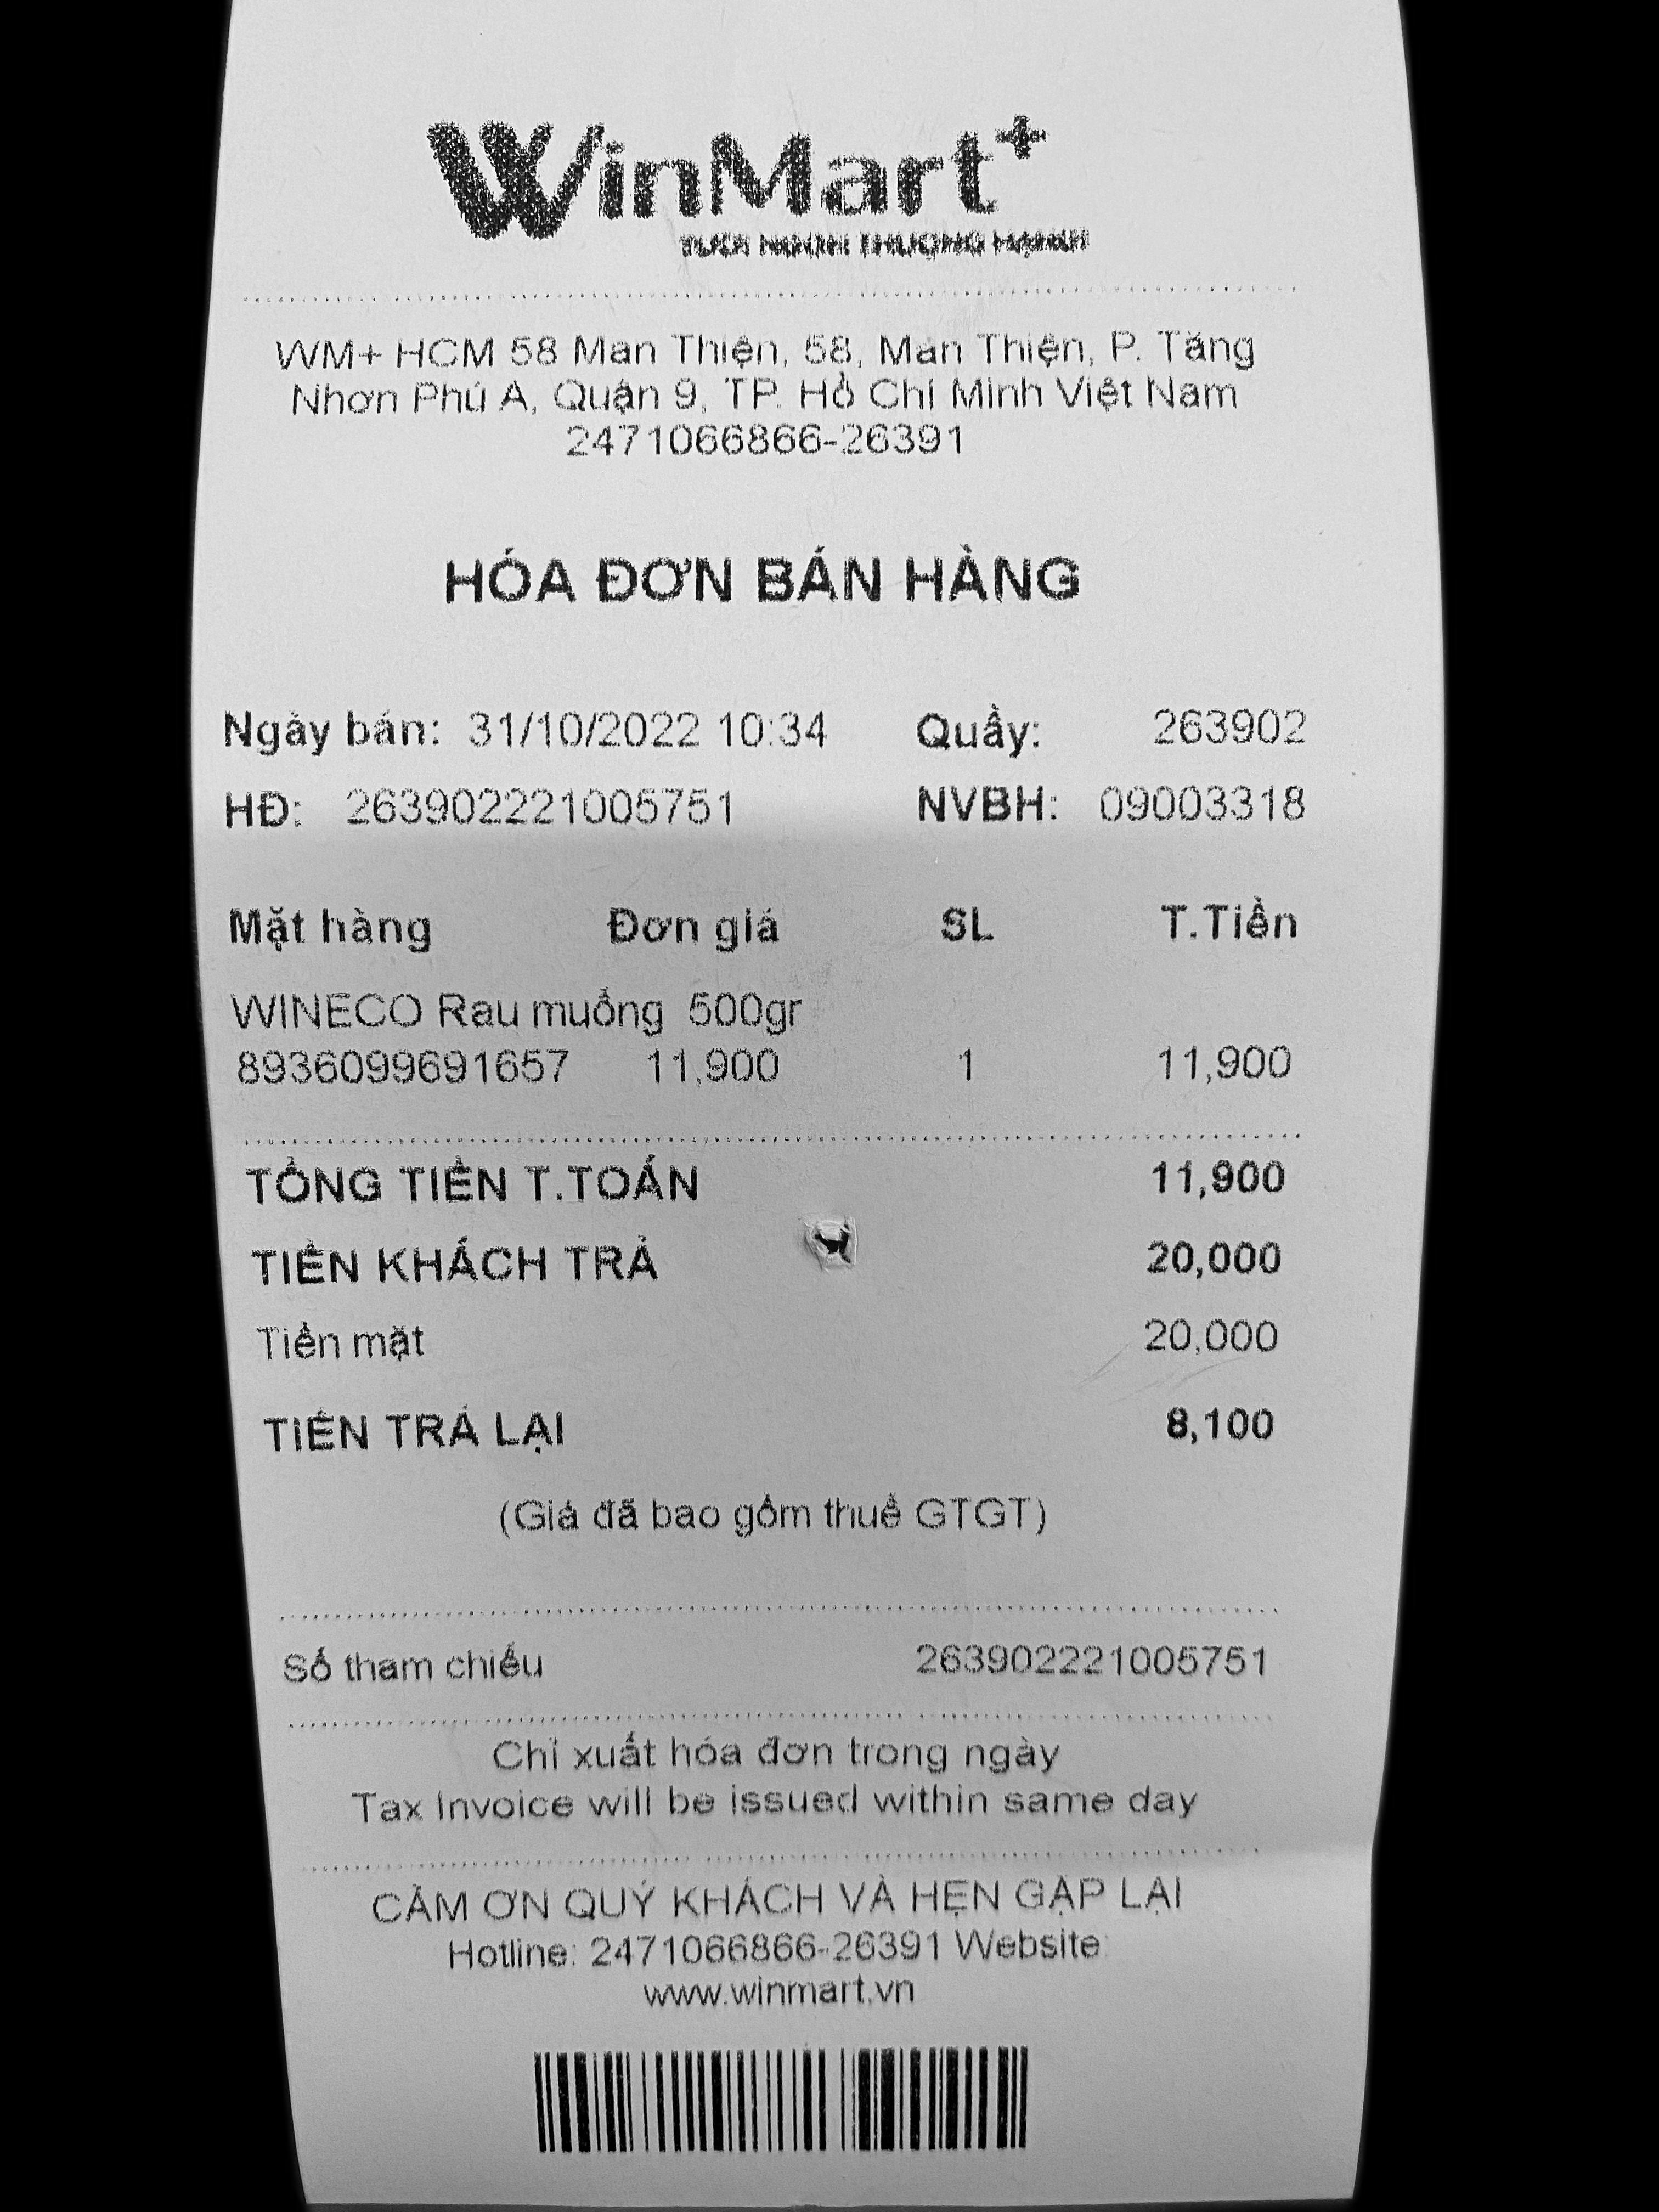 WinMart+
TƯƠI NGON THƯỢNG HẠNG
WM+ HCM 58 Man Thiện, 58, Man Thiện, P. Tăng
Nhơn Phú A, Quận 9, TP. Hồ Chí Minh Việt Nam
2471066866-26391
HÓA ĐƠN BÁN HÀNG
Ngày bán: 31/10/2022 10:34 Quầy: 263902
HĐ: 263902221005751 NVBH: 09003318
Mặt hàng Đơn giá SL T.Tiền
WINECO Rau muống 500gr
8936099691657 11,900 1 11,900
TỔNG TIỀN T.TOÁN 11,900
TIỀN KHÁCH TRẢ 20,000
Tiền mặt 20,000
TIỀN TRẢ LẠI 8,100
(Giá đã bao gồm thuế GTGT)
Số tham chiếu 263902221005751
Chỉ xuất hóa đơn trong ngày
Tax Invoice will be issued within same day
CẢM ƠN QUÝ KHÁCH VÀ HẸN GẶP LẠI
Hotline: 2471066866-26391 Website:
www.winmart.vn